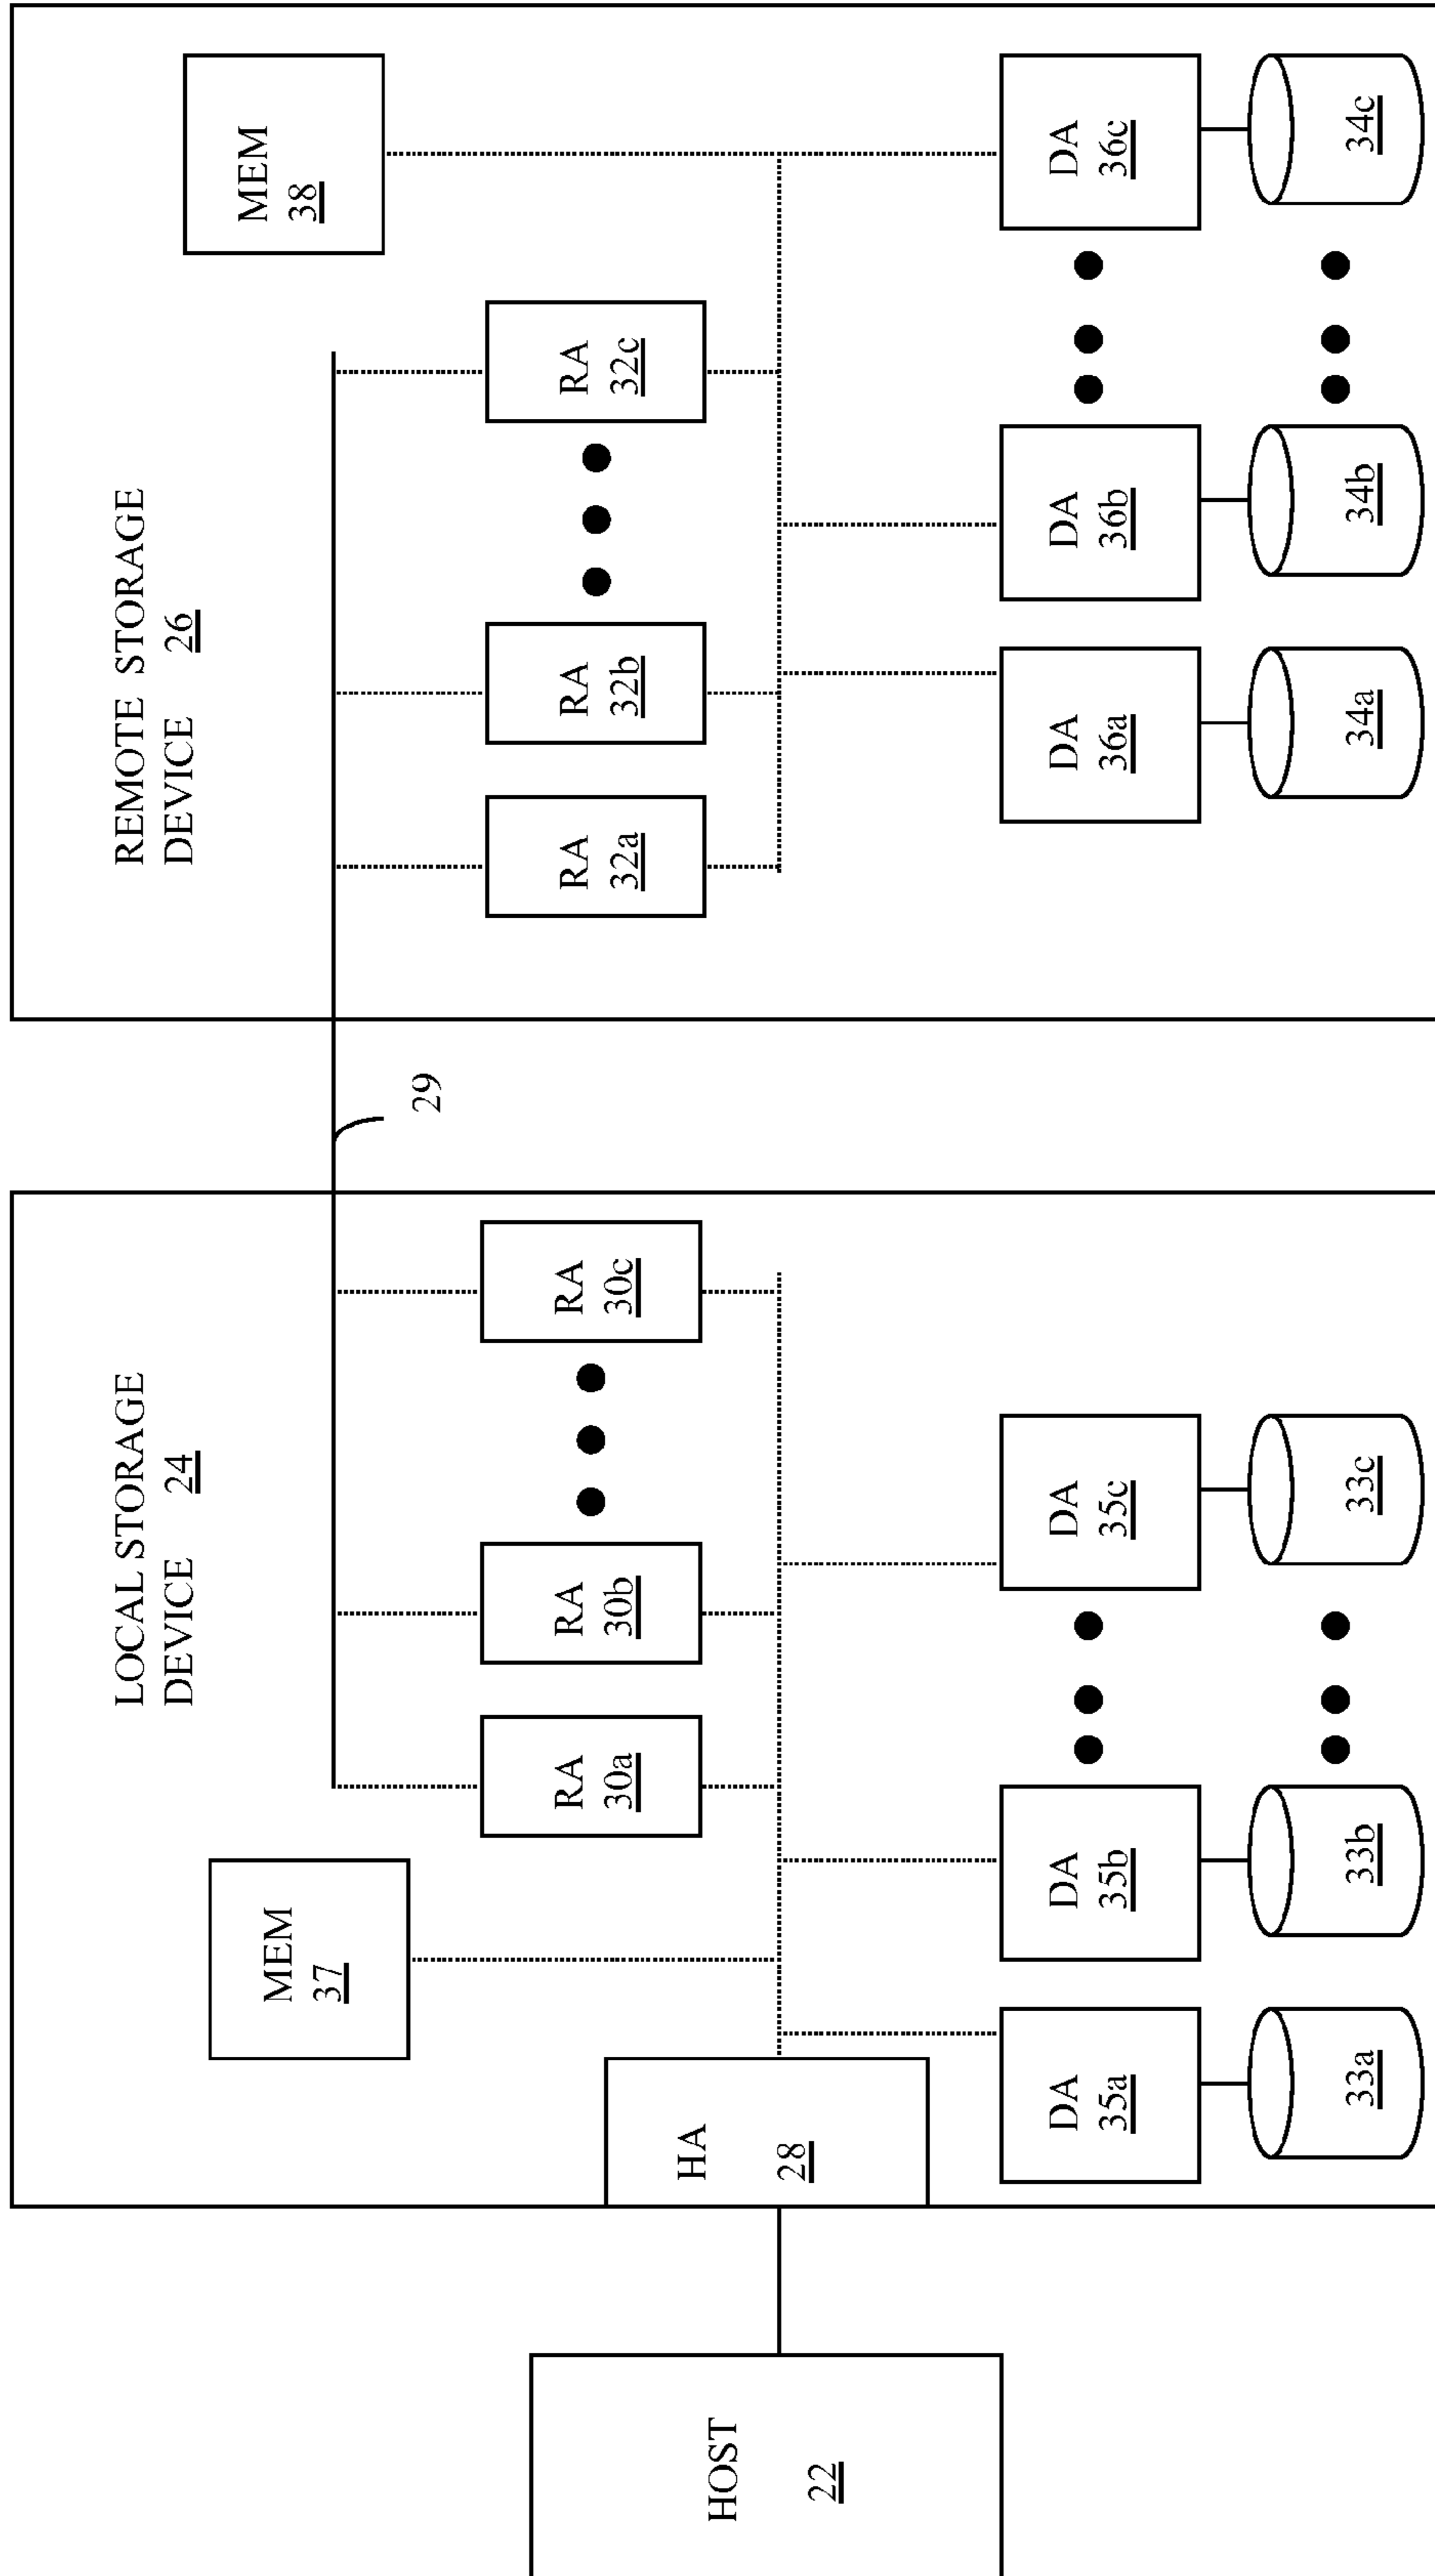 HOST
22
LOCAL STORAGE
DEVICE 24
MEM
37
HA
28
RA
30a
RA
30b
RA
30c
DA
35a
DA
35b
DA
35c
33a
33b
33c
29
REMOTE STORAGE
DEVICE 26
MEM
38
RA
32a
RA
32b
RA
32c
DA
36a
DA
36b
DA
36c
34a
34b
34c